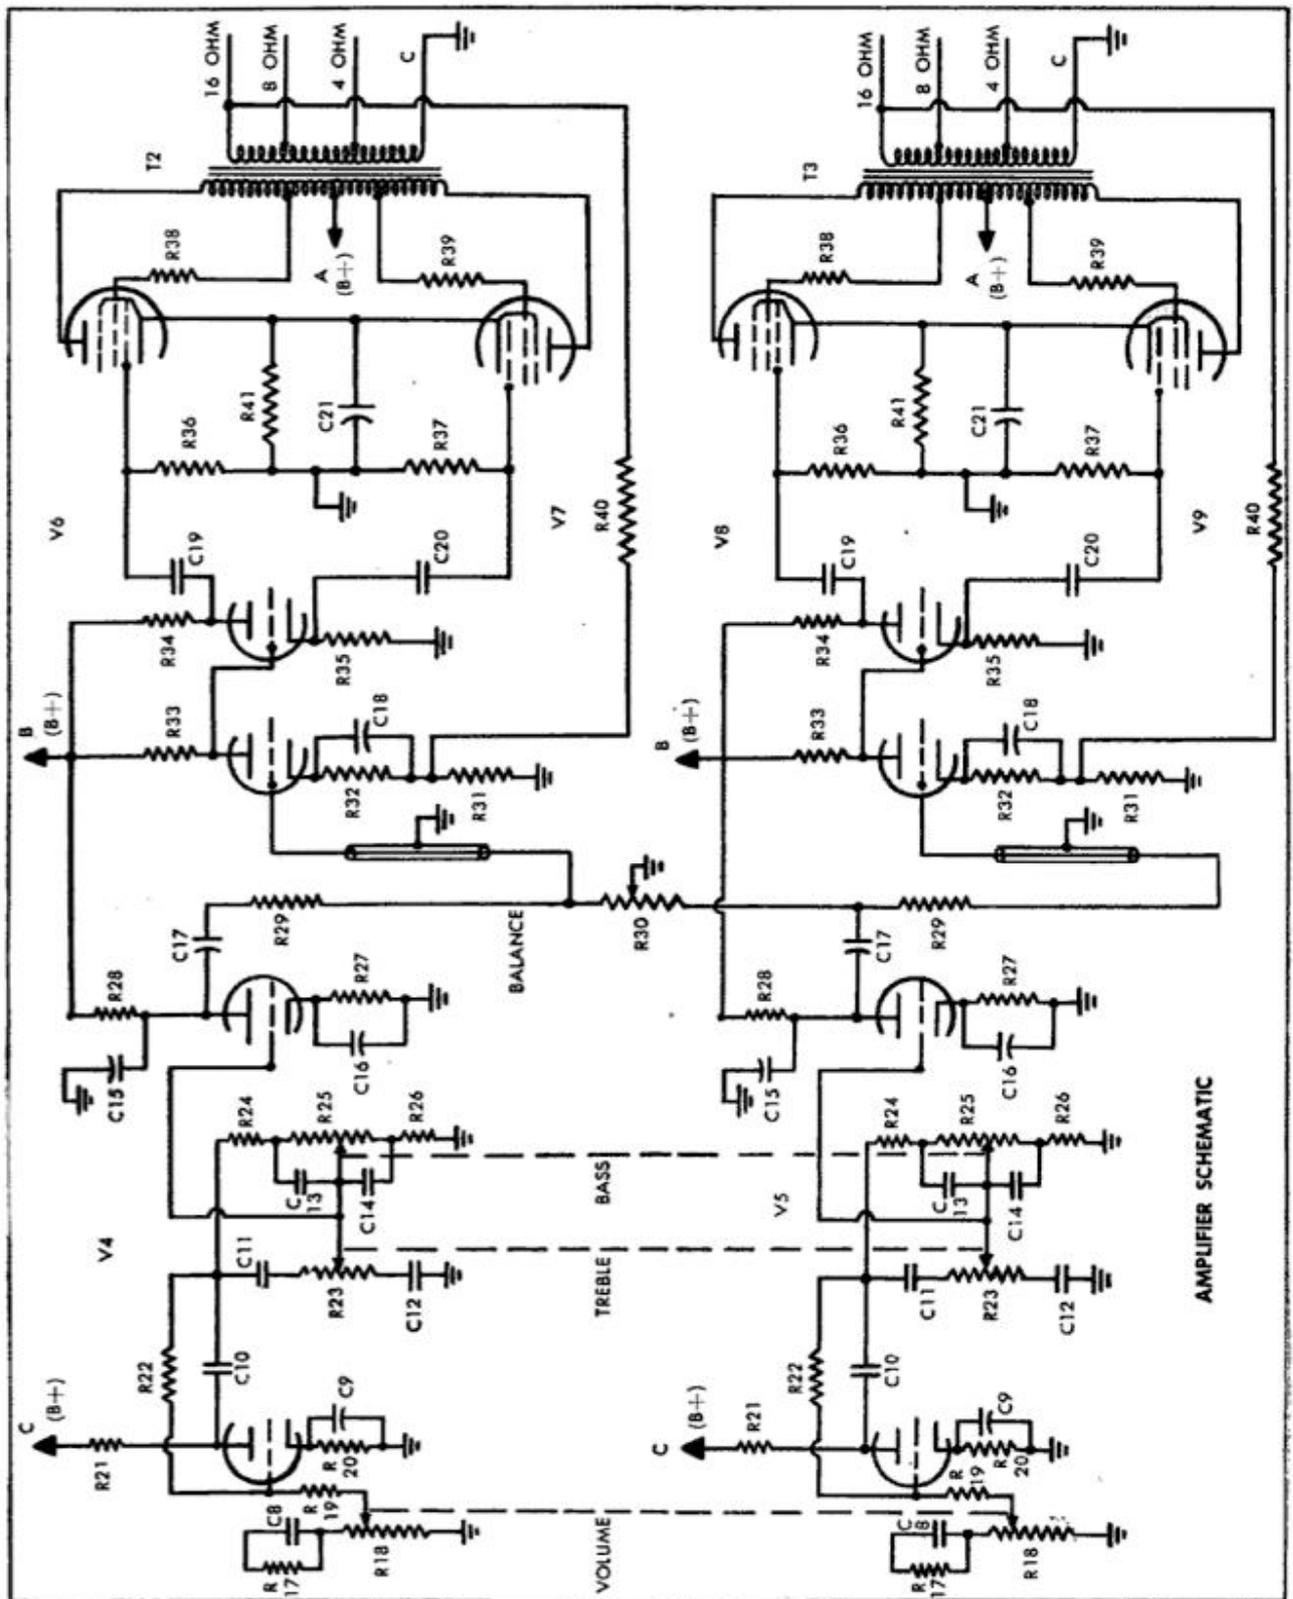 C
(B+)
R21
R22
C10
V4
C11
R23
C12
TREBLE
R
17
C8
R
19
R18
VOLUME
R
20
C9
R24
C
13
R25
C14
R26
BASS
C15
R28
C17
R29
C16
R27
BALANCE
R30
B
(B+)
R33
R34
R32
C18
R31
R35
V6
C19
C20
V7
R36
R41
C21
R37
R40
R38
A
(B+)
R39
T2
16 OHM
8 OHM
4 OHM
C
C
(B+)
R21
R22
C10
V5
C11
R23
C12
R
17
C
8
R
19
R18
R
20
C9
R24
C
13
R25
C14
R26
C15
R28
C17
R29
C16
R27
B
(B+)
R33
R34
R32
C18
R31
R35
V8
C19
C20
V9
R36
R41
C21
R37
R40
R38
A
(B+)
R39
T3
16 OHM
8 OHM
4 OHM
C
AMPLIFIER SCHEMATIC